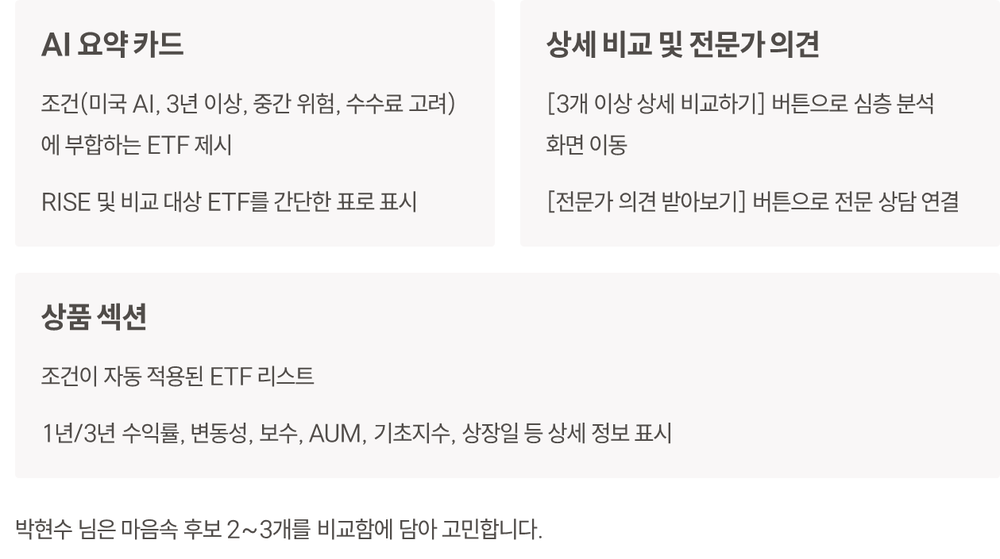 AI 요약 카드
조건(미국 AI, 3년 이상, 중간 위험, 수수료 고려)
에 부합하는 ETF 제시
RISE 및 비교 대상 ETF를 간단한 표로 표시
상세 비교 및 전문가 의견
[3개 이상 상세 비교하기] 버튼으로 심층 분석
화면 이동
[전문가 의견 받아보기] 버튼으로 전문 상담 연결
상품 섹션
조건이 자동 적용된 ETF 리스트
1년/3년 수익률, 변동성, 보수, AUM, 기초지수, 상장일 등 상세 정보 표시
박현수 님은 마음속 후보 2~3개를 비교함에 담아 고민합니다.